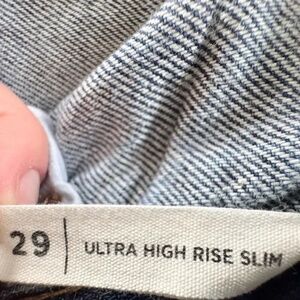 29 | ULTRA HIGH RISE SLIM